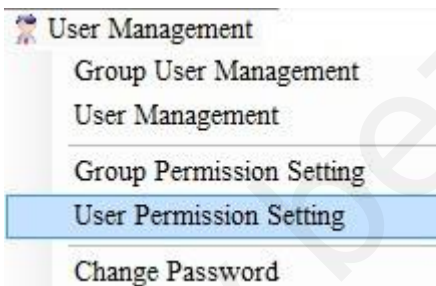 User Management
Group User Management
User Management
Group Permission Setting
User Permission Setting
Change Password